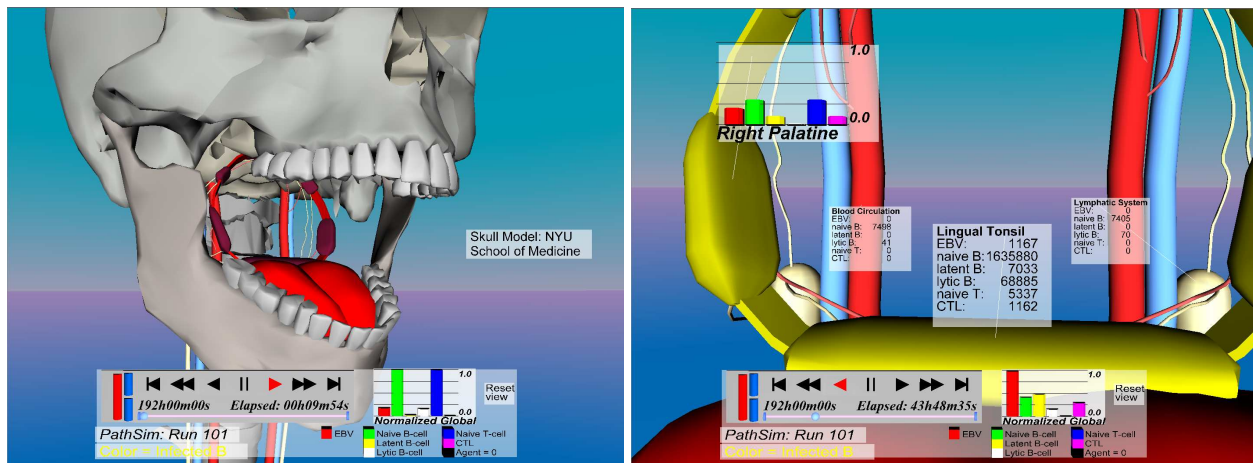 Skull Model: NYU
School of Medicine
192h00m00s Elapsed: 00h09m54s
PathSim: Run 101
Color = Infected B
1.0
0.0
Normalized Global
EBV
Naive B-cell
Latent B-cell
Lytic B-cell
Naive T-cell
CTL
Agent = 0
Reset
view
1.0
0.0
Right Palatine
Blood Circulation
EBV: 0
naive B: 7498
latent B: 0
lytic B: 41
naive T: 0
CTL: 0
Lingual Tonsil
EBV: 1167
naive B: 1635880
latent B: 7033
lytic B: 68885
naive T: 5337
CTL: 1162
Lymphatic System
EBV: 0
naive B: 7405
latent B: 0
lytic B: 70
naive T: 0
CTL: 0
192h00m00s Elapsed: 43h48m35s
PathSim: Run 101
Color = Infected B
1.0
0.0
Normalized Global
EBV
Naive B-cell
Latent B-cell
Lytic B-cell
Naive T-cell
CTL
Agent = 0
Reset
view